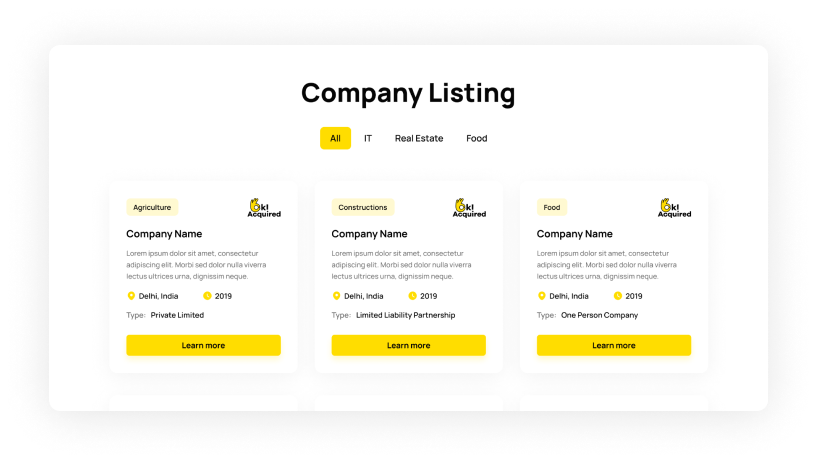 Company Listing
All IT Real Estate Food
Agriculture
Ok!
Acquired
Company Name
Lorem ipsum dolor sit amet, consectetur
adipiscing elit. Morbi sed dolor nulla viverra
lectus ultrices urna, dignissim neque.
Delhi, India 2019
Type: Private Limited
Learn more
Constructions
Ok!
Acquired
Company Name
Lorem ipsum dolor sit amet, consectetur
adipiscing elit. Morbi sed dolor nulla viverra
lectus ultrices urna, dignissim neque.
Delhi, India 2019
Type: Limited Liability Partnership
Learn more
Food
Ok!
Acquired
Company Name
Lorem ipsum dolor sit amet, consectetur
adipiscing elit. Morbi sed dolor nulla viverra
lectus ultrices urna, dignissim neque.
Delhi, India 2019
Type: One Person Company
Learn more